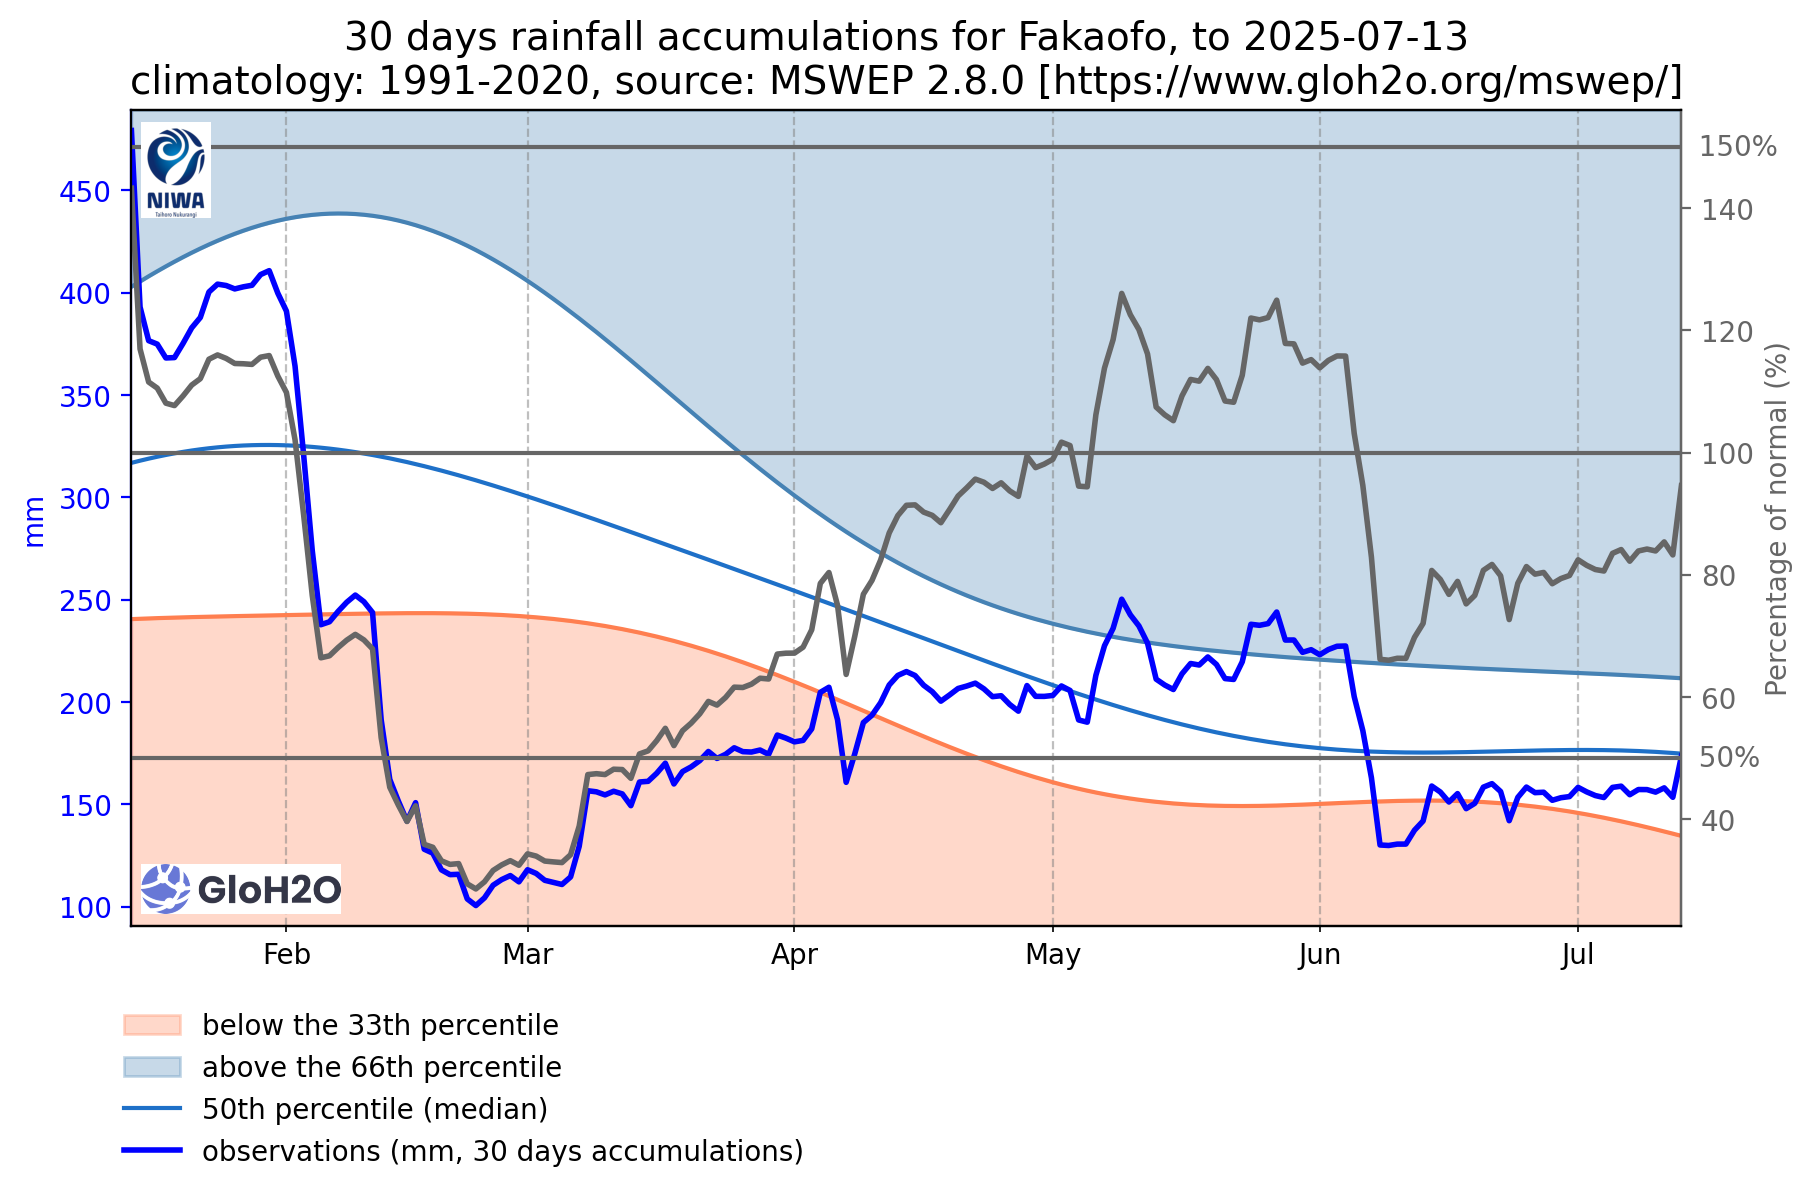 30 days rainfall accumulations for Fakaofo, to 2025-07-13
climatology: 1991-2020, source: MSWEP 2.8.0 [https://www.gloh2o.org/mswep/]
NIWA
Taihoro Nukurangi
450
400
350
300
250
200
150
100
mm
150%
140
120
100
80
60
50%
40
Percentage of normal (%)
GloH2O
Feb
Mar
Apr
May
Jun
Jul
below the 33th percentile
above the 66th percentile
50th percentile (median)
observations (mm, 30 days accumulations)